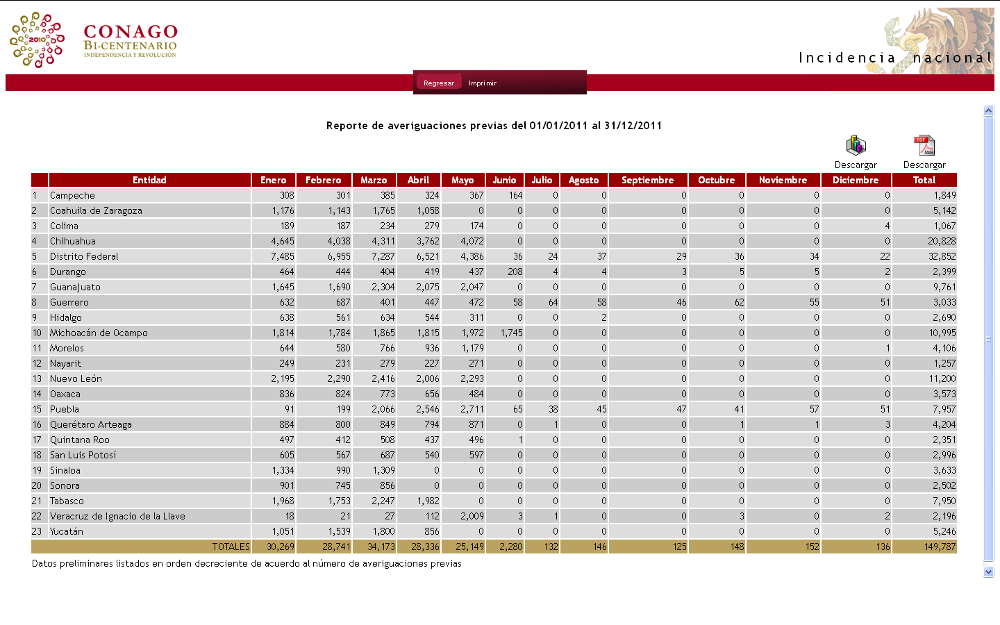 2010
CONAGO
BI-CENTENARIO
INDEPENDENCIA Y REVOLUCIÓN
Incidencia nacional
Regresar Imprimir
Reporte de averiguaciones previas del 01/01/2011 al 31/12/2011
PDF
Adobe
Descargar Descargar
Entidad Enero Febrero Marzo Abril Mayo Junio Julio Agosto Septiembre Octubre Noviembre Diciembre Total
1 Campeche 308 301 385 324 367 164 0 0 0 0 0 0 1,849
2 Coahuila de Zaragoza 1,176 1,143 1,765 1,058 0 0 0 0 0 0 0 0 5,142
3 Colima 189 187 234 279 174 0 0 0 0 0 0 4 1,067
4 Chihuahua 4,645 4,038 4,311 3,762 4,072 0 0 0 0 0 0 0 20,828
5 Distrito Federal 7,485 6,955 7,287 6,521 4,386 36 24 37 29 36 34 22 32,852
6 Durango 464 444 404 419 437 208 4 4 3 5 5 2 2,399
7 Guanajuato 1,645 1,690 2,304 2,075 2,047 0 0 0 0 0 0 0 9,761
8 Guerrero 632 687 401 447 472 58 64 58 46 62 55 51 3,033
9 Hidalgo 638 561 634 544 311 0 0 2 0 0 0 0 2,690
10 Michoacán de Ocampo 1,814 1,784 1,865 1,815 1,972 1,745 0 0 0 0 0 0 10,995
11 Morelos 644 580 766 936 1,179 0 0 0 0 0 0 1 4,106
12 Nayarit 249 231 279 227 271 0 0 0 0 0 0 0 1,257
13 Nuevo León 2,195 2,290 2,416 2,006 2,293 0 0 0 0 0 0 0 11,200
14 Oaxaca 836 824 773 656 484 0 0 0 0 0 0 0 3,573
15 Puebla 91 199 2,066 2,546 2,711 65 38 45 47 41 57 51 7,957
16 Querétaro Arteaga 884 800 849 794 871 0 1 0 0 1 1 3 4,204
17 Quintana Roo 497 412 508 437 496 1 0 0 0 0 0 0 2,351
18 San Luis Potosí 605 567 687 540 597 0 0 0 0 0 0 0 2,996
19 Sinaloa 1,334 990 1,309 0 0 0 0 0 0 0 0 0 3,633
20 Sonora 901 745 856 0 0 0 0 0 0 0 0 0 2,502
21 Tabasco 1,968 1,753 2,247 1,982 0 0 0 0 0 0 0 0 7,950
22 Veracruz de Ignacio de la Llave 18 21 27 112 2,009 3 1 0 0 3 0 2 2,196
23 Yucatán 1,051 1,539 1,800 856 0 0 0 0 0 0 0 0 5,246
TOTALES 30,269 28,741 34,173 28,336 25,149 2,280 132 146 125 148 152 136 149,787
Datos preliminares listados en orden decreciente de acuerdo al número de averiguaciones previas